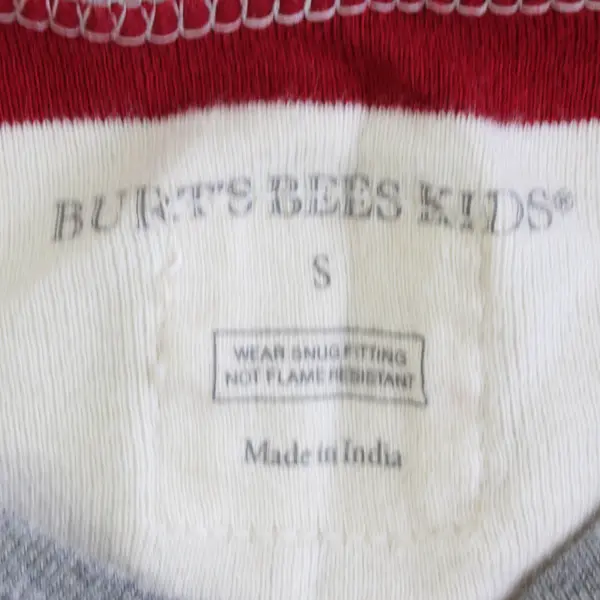 BURT'S BEES KIDS®
S
WEAR SNUG FITTING
NOT FLAME RESISTANT
Made in India